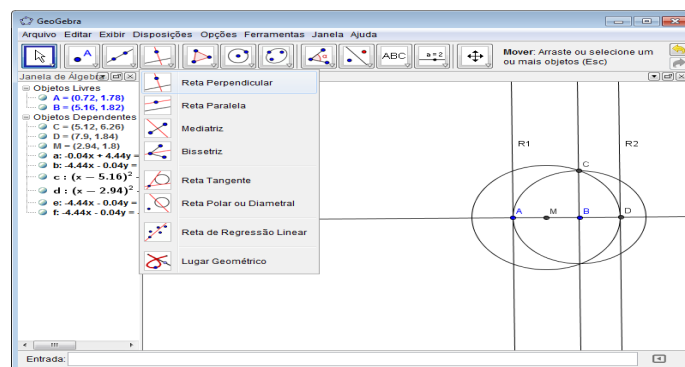 GeoGebra
Arquivo Editar Exibir Disposições Opções Ferramentas Janela Ajuda
A
ABC
a=2
Mover: Arraste ou selecione um
ou mais objetos (Esc)
Janela de Álgebra
Objetos Livres
A = (0.72, 1.78)
B = (5.16, 1.82)
Objetos Dependentes
C = (5.12, 6.26)
D = (7.9, 1.84)
M = (2.94, 1.8)
a: -0.04x + 4.44y =
b: -4.44x - 0.04y =
c : (x − 5.16)²
d : (x − 2.94)²
e: -4.44x - 0.04y =
f: -4.44x - 0.04y =
Reta Perpendicular
Reta Paralela
Mediatriz
Bissetriz
Reta Tangente
Reta Polar ou Diametral
Reta de Regressão Linear
Lugar Geométrico
R1
R2
C
A
M
B
D
Entrada: